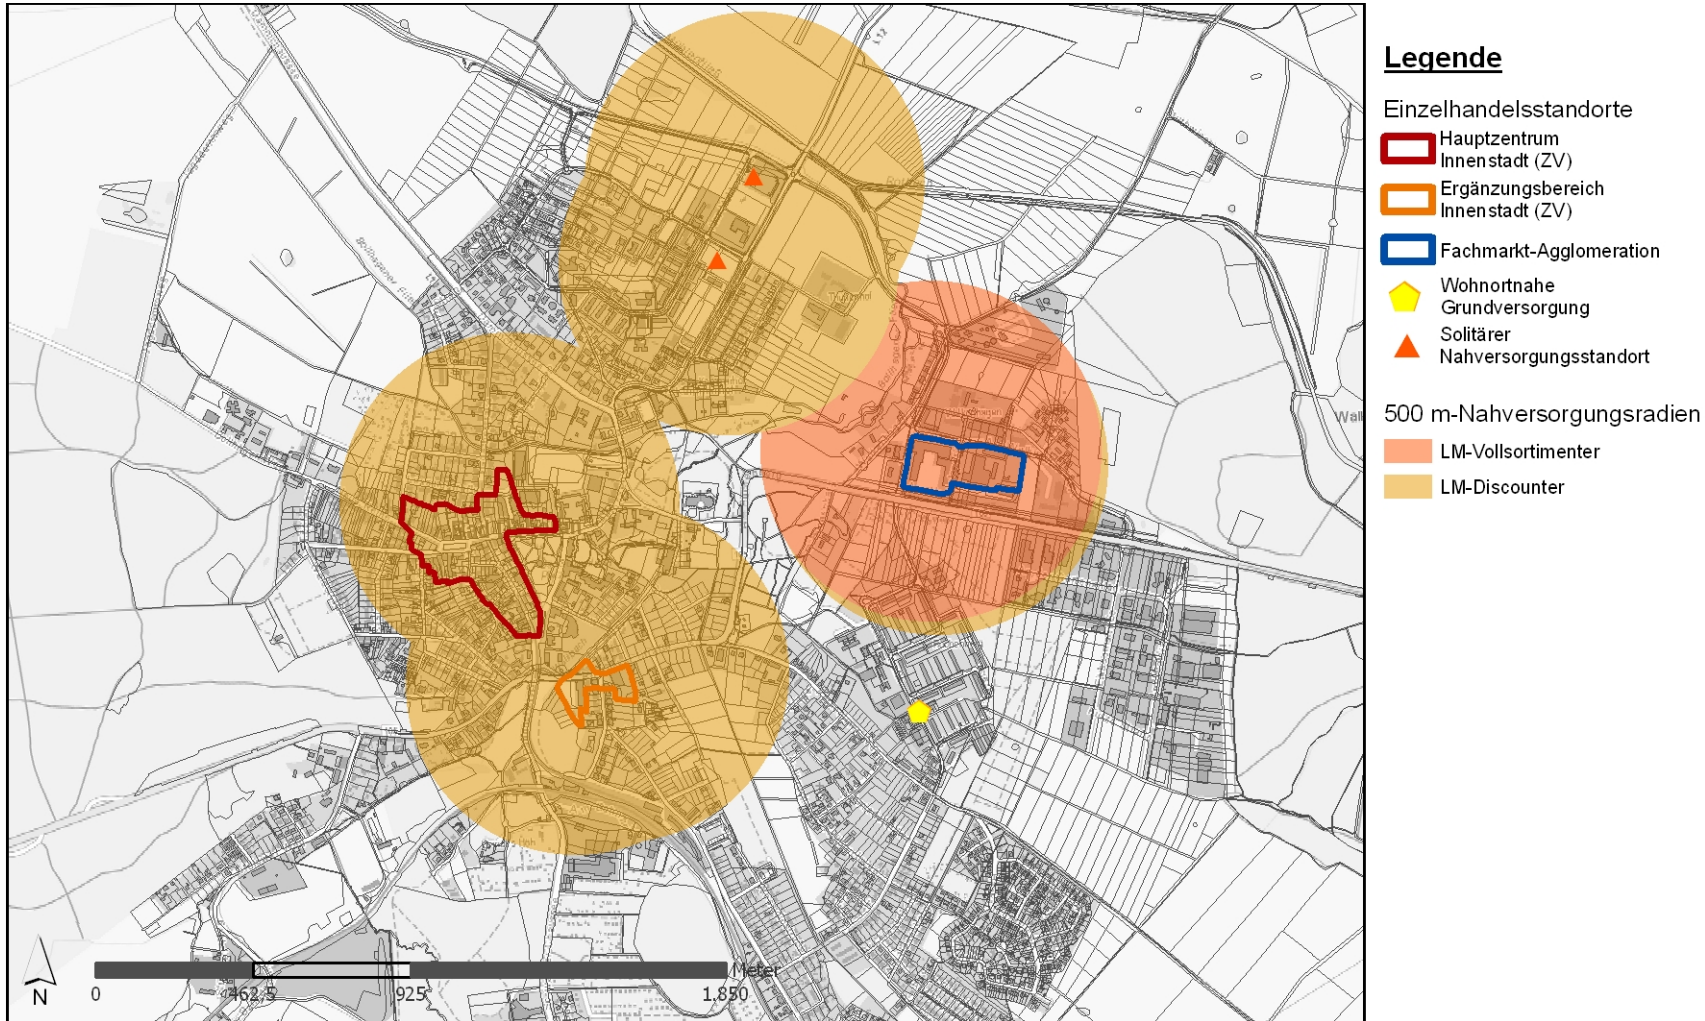 Legende
Einzelhandelsstandorte
Hauptzentrum
Innenstadt (ZV)
Ergänzungsbereich
Innenstadt (ZV)
Fachmarkt-Agglomeration
Wohnortnahe
Grundversorgung
Solitärer
Nahversorgungsstandort
500 m-Nahversorgungsradien
LM-Vollsortimenter
LM-Discounter
L 12
Meter
0
462,5
925
1.850
N